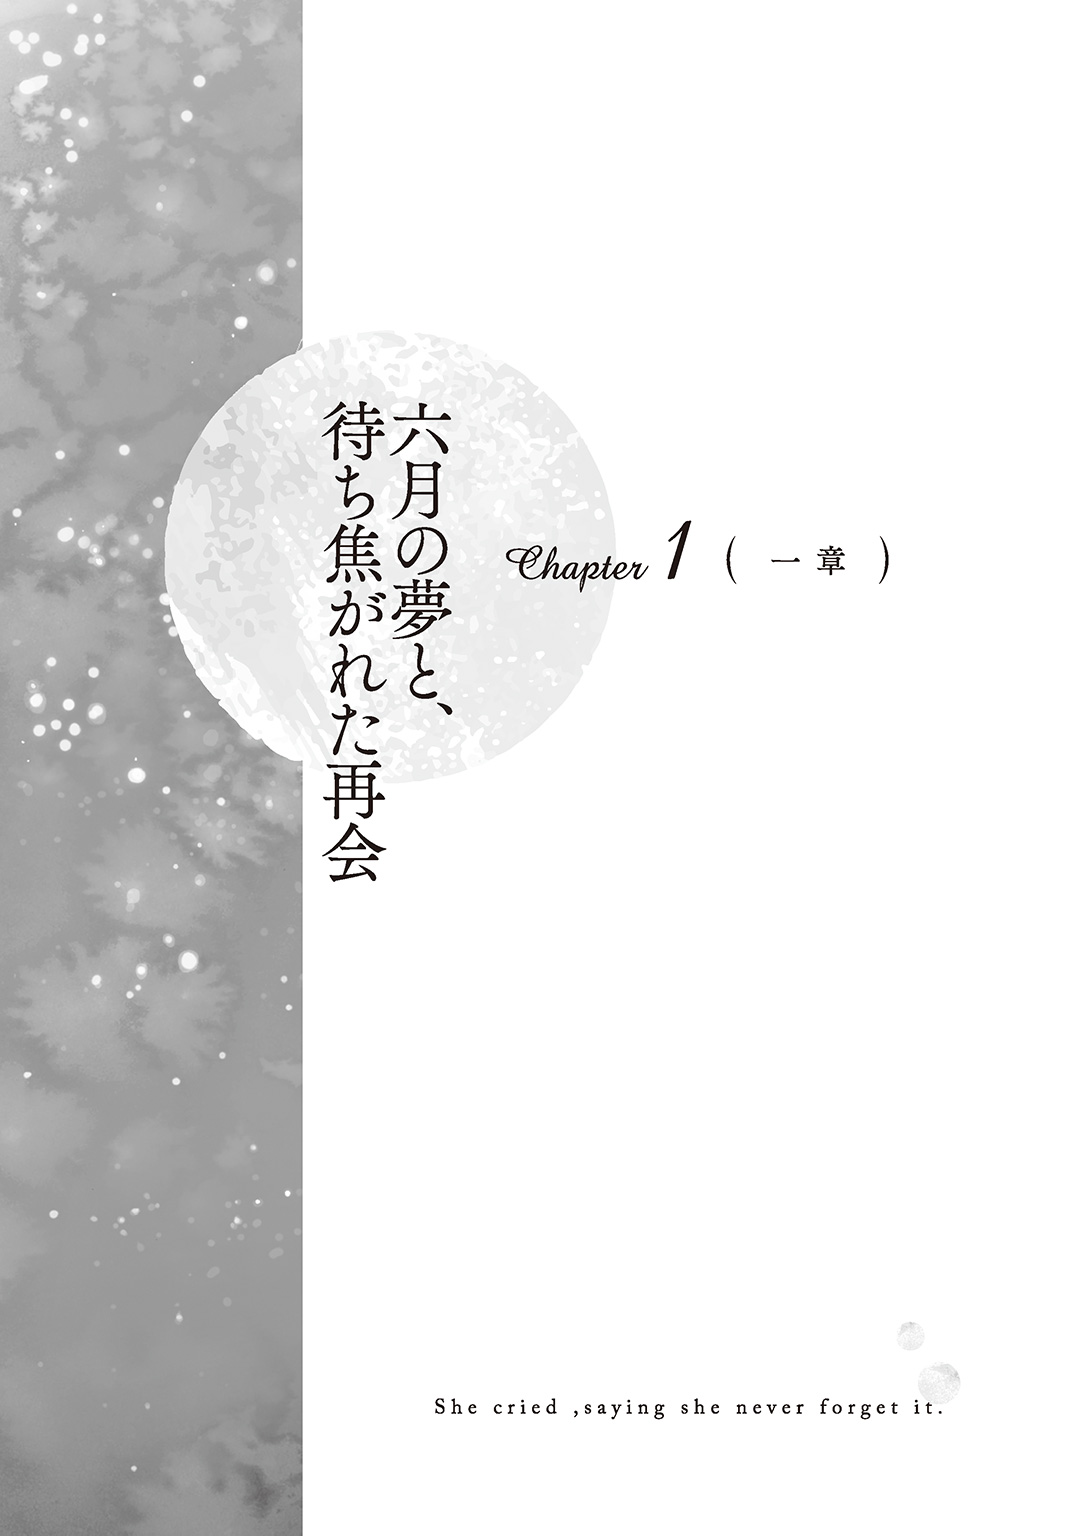 Chapter 1 (一章)
六月の夢と、
待ち焦がれた再会
She cried ,saying she never forget it.